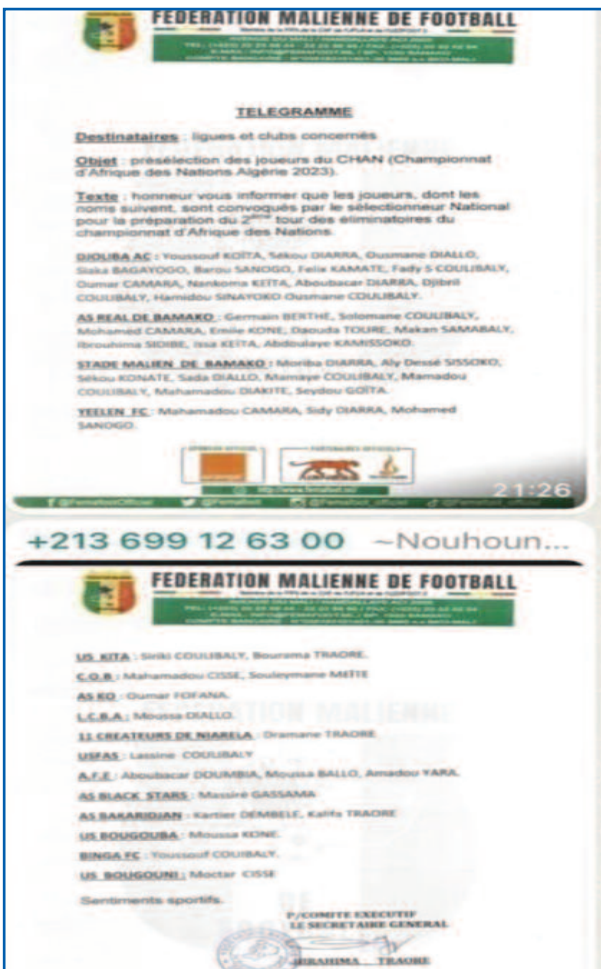 FEDERATION MALIENNE DE FOOTBALL
TELEGRAMME
Destinataires : ligues et clubs concernés
Objet : présélection des joueurs du CHAN (Championnat
d'Afrique des Nations Algérie 2023).
Texte : honneur vous informer que les joueurs, dont les
noms suivent, sont convoqués par le sélectionneur National
pour la préparation du 2ème tour des éliminatoires du
championnat d'Afrique des Nations.
DJOLIBA AC : Youssouf KOÏTA, Sékou DIARRA, Ousmane DIALLO,
Siaka BAGAYOGO, Barou SANOGO, Felix KAMATE, Fady S COULIBALY,
Oumar CAMARA, Nankoma KEÏTA, Aboubacar DIARRA, Djibril
COULIBALY, Hamidou SINAYOKO Ousmane COULIBALY.
AS REAL DE BAMAKO : Germain BERTHE, Solomane COULIBALY,
Mohamed CAMARA, Emile KONE, Daouda TOURE, Makan SAMABALY,
Ibrouhima SIDIBE, Issa KEÏTA, Abdoulaye KAMISSOKO.
STADE MALIEN DE BAMAKO : Moriba DIARRA, Aly Dessé SISSOKO,
Sékou KONATE, Sada DIALLO, Mamaye COULIBALY, Mamadou
COULIBALY, Mahamadou DIAKITE, Seydou GOÏTA.
YEELEN FC : Mahamadou CAMARA, Sidy DIARRA, Mohamed
SANOGO.
21:26
+213 699 12 63 00 ~Nouhoun...
FEDERATION MALIENNE DE FOOTBALL
US KITA : Siriki COULIBALY, Bourama TRAORE.
C.O.B : Mahamadou CISSE, Souleymane MEÏTE
AS KO : Oumar FOFANA.
L.C.B.A : Moussa DIALLO.
11 CREATEURS DE NIARELA : Dramane TRAORE
USFAS : Lassine COULIBALY
A.F.E : Aboubacar DOUMBIA, Moussa BALLO, Amadou YARA.
AS BLACK STARS : Massiré GASSAMA
AS BAKARIDJAN : Kartier DEMBELE, Kalifa TRAORE
US BOUGOUBA : Moussa KONE.
BINGA FC : Youssouf COUIBALY.
US BOUGOUNI : Moctar CISSE
Sentiments sportifs.
P/COMITE EXECUTIF
LE SECRETAIRE GENERAL
IBRAHIMA TRAORE